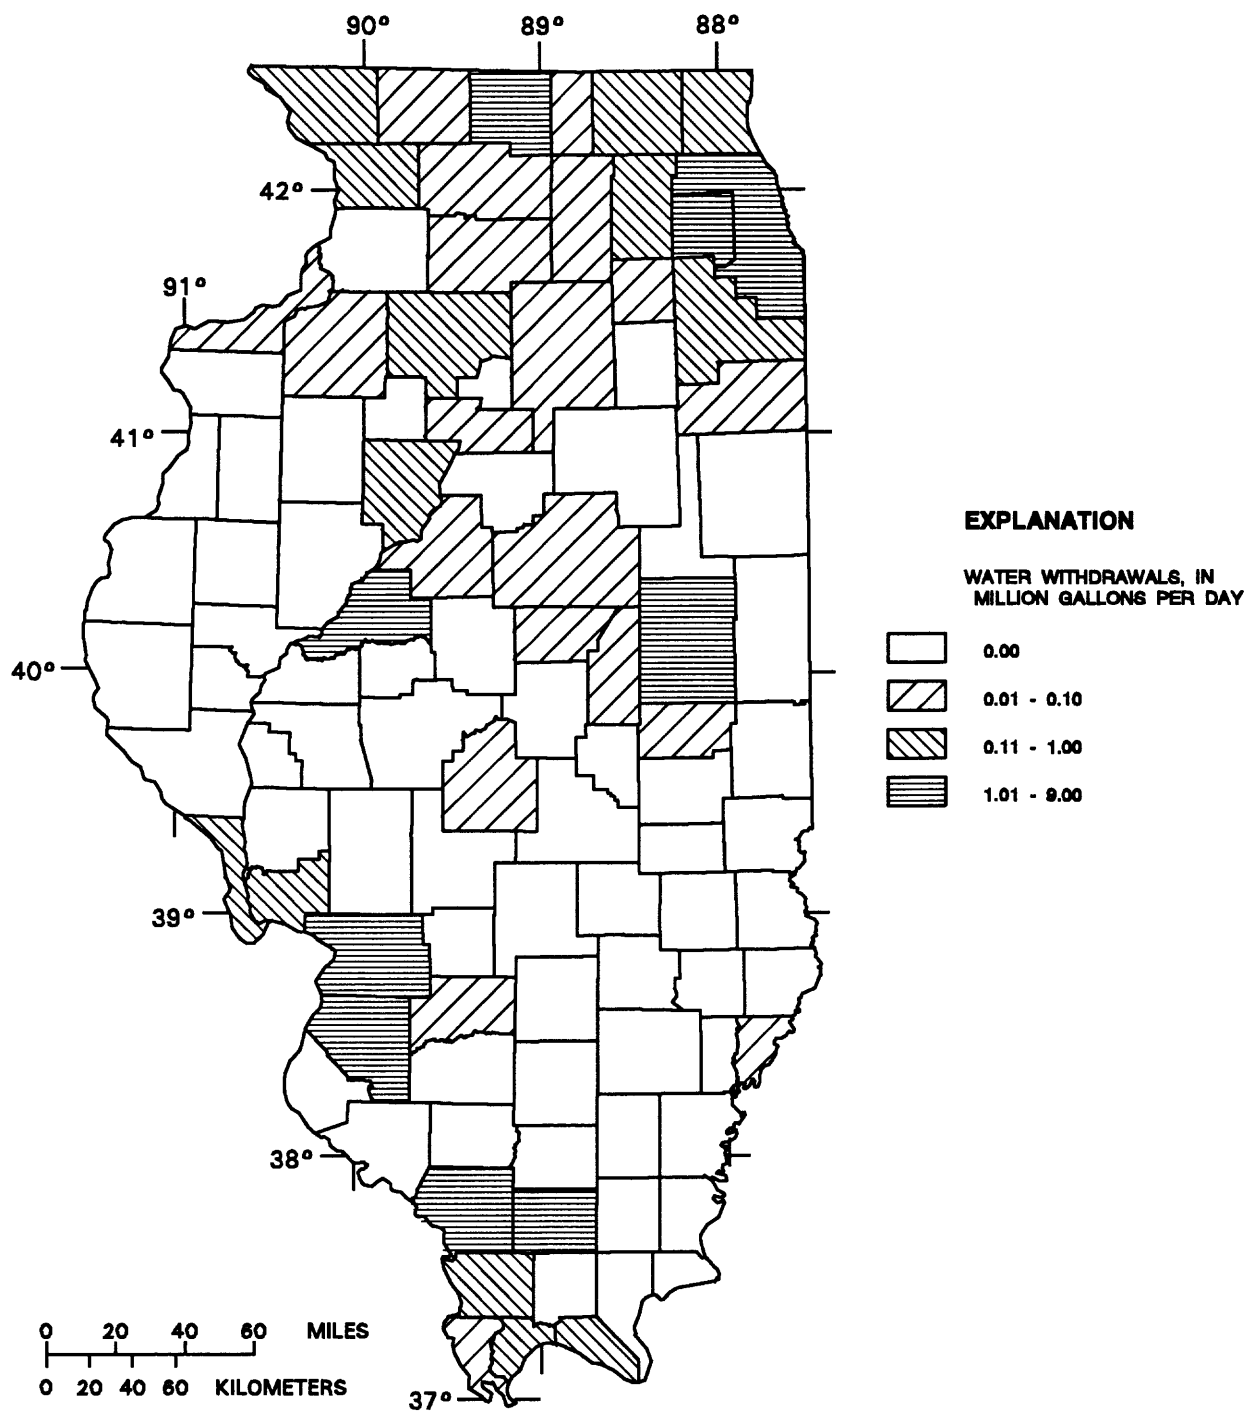 90° 89° 88°
42°
91°
41°
EXPLANATION
WATER WITHDRAWALS, IN
MILLION GALLONS PER DAY
0.00
40°
0.01 - 0.10
0.11 - 1.00
1.01 - 9.00
39°
38°
0 20 40 60 MILES
0 20 40 60 KILOMETERS
37°